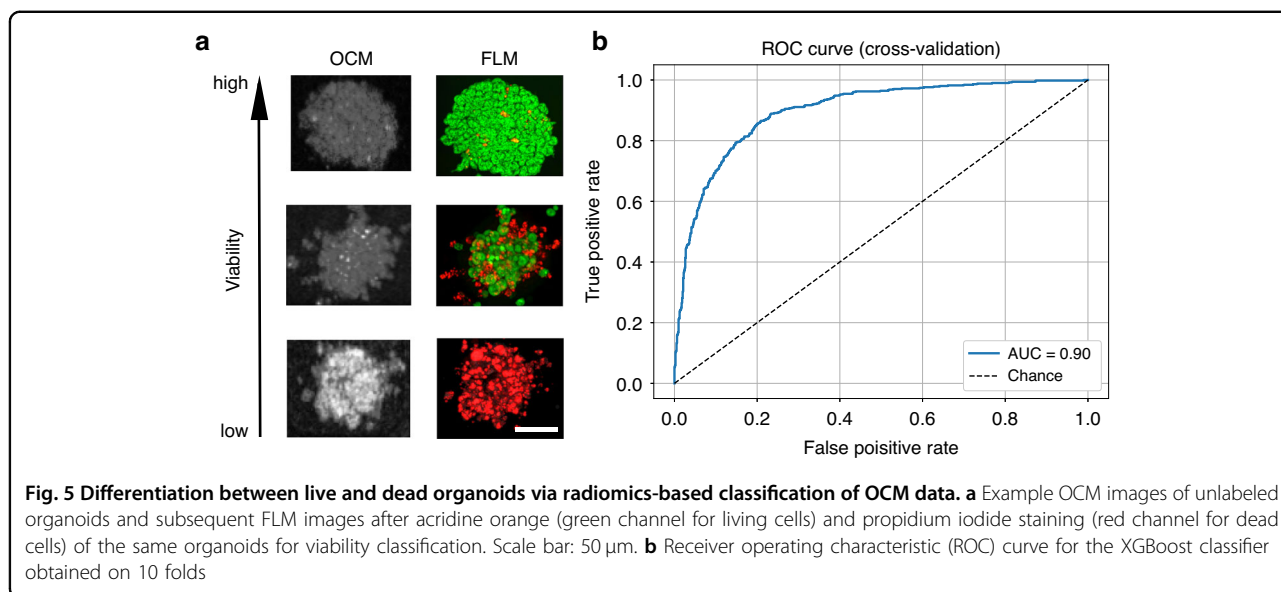 a
OCM
FLM
high
Viability
low
b
ROC curve (cross-validation)
1.0
0.8
0.6
0.4
0.2
0.0
True positive rate
AUC = 0.90
Chance
0.0
0.2
0.4
0.6
0.8
1.0
False poisitive rate
Fig. 5 Differentiation between live and dead organoids via radiomics-based classification of OCM data. a Example OCM images of unlabeled
organoids and subsequent FLM images after acridine orange (green channel for living cells) and propidium iodide staining (red channel for dead
cells) of the same organoids for viability classification. Scale bar: 50 μm. b Receiver operating characteristic (ROC) curve for the XGBoost classifier
obtained on 10 folds